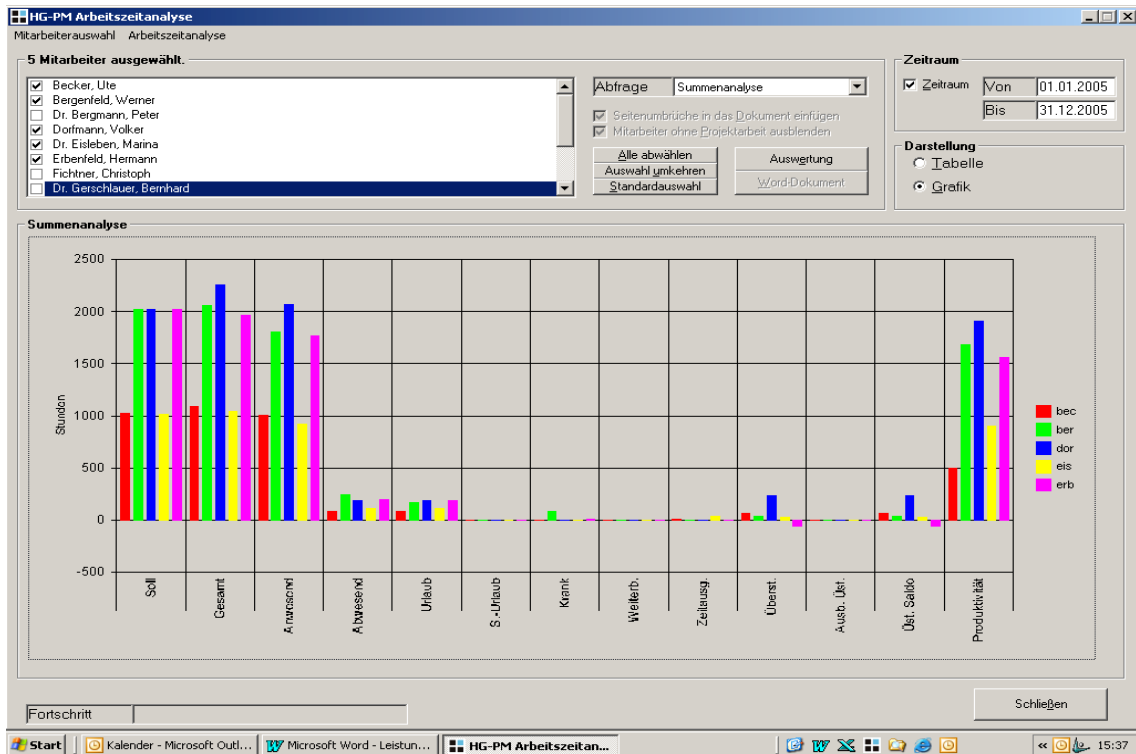 HG-PM Arbeitszeitanalyse
Mitarbeiterauswahl Arbeitszeitanalyse
5 Mitarbeiter ausgewählt.
Becker, Ute
Bergenfeld, Werner
Dr. Bergmann, Peter
Dorfmann, Volker
Dr. Eisleben, Marina
Erbenfeld, Hermann
Fichtner, Christoph
Dr. Gerschlauer, Bernhard
Abfrage Summenanalyse
Seitenumbrüche in das Dokument einfügen
Mitarbeiter ohne Projektarbeit ausblenden
Alle abwählen
Auswahl umkehren
Standardauswahl
Auswertung
Word-Dokument
Zeitraum
Zeitraum Von 01.01.2005
Bis 31.12.2005
Darstellung
Tabelle
Grafik
Summenanalyse
2500
2000
1500
1000
500
0
-500
Stunden
Soll
Gesamt
Anwesend
Abwesend
Urlaub
S.-Urlaub
Krank
Weiterb.
Zeitausg.
Überst.
Ausb. Üst.
Üst. Saldo
Produktivität
bec
ber
dor
eis
erb
Fortschritt
Schließen
Start Kalender - Microsoft Outl... Microsoft Word - Leistun... HG-PM Arbeitszeitan... « 15:37